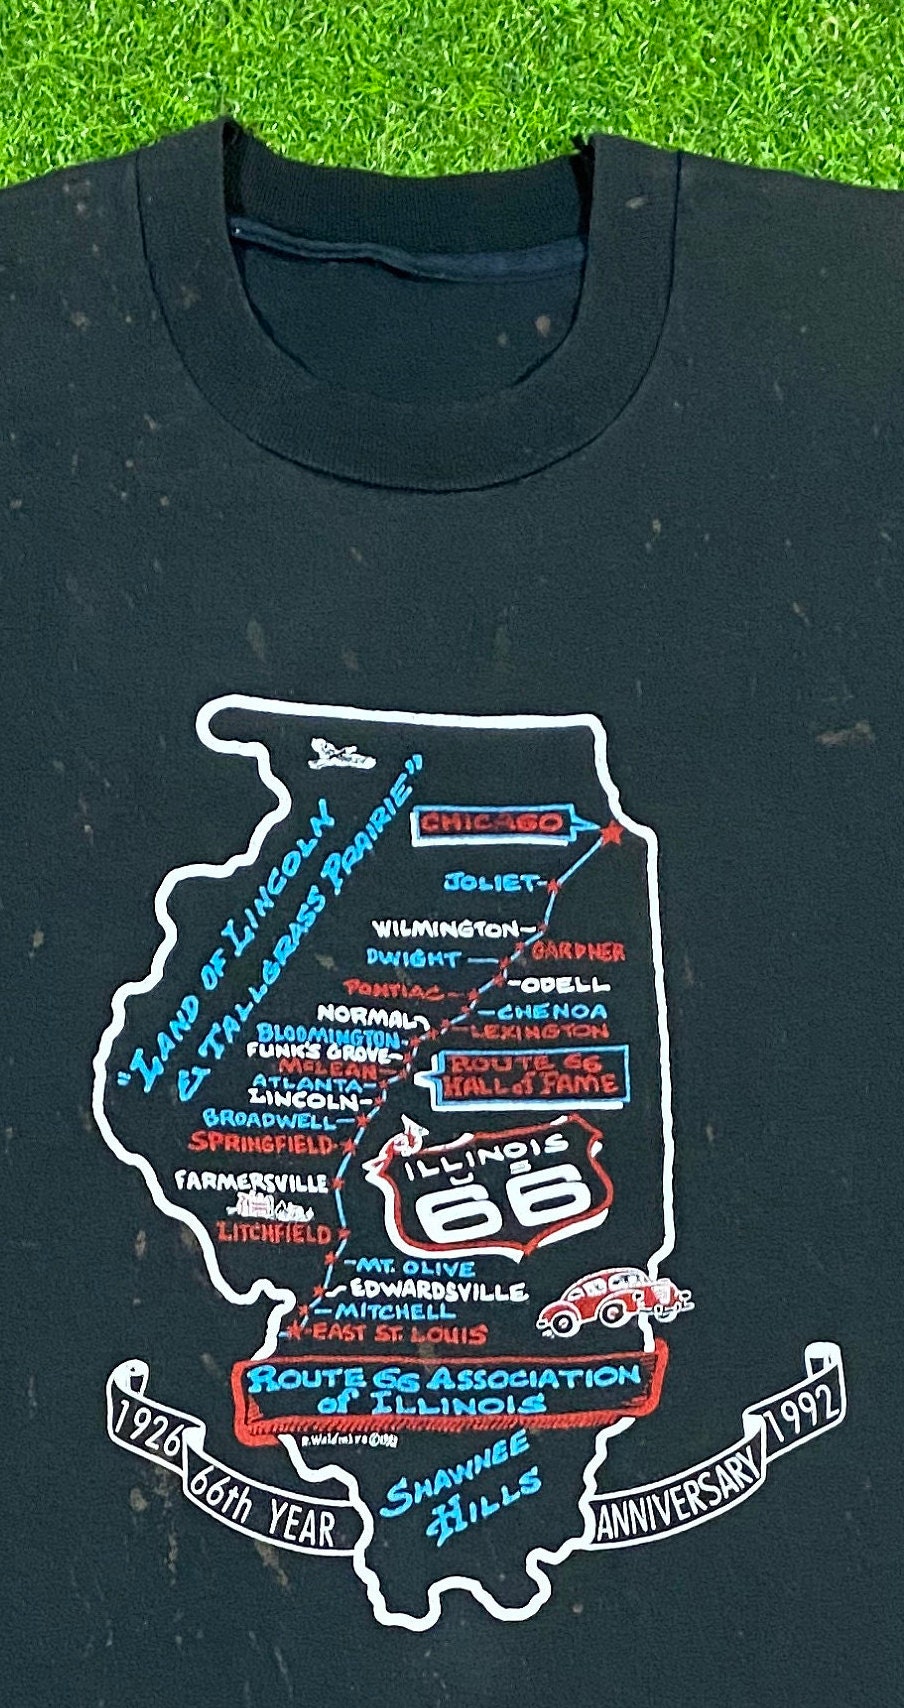 "LAND OF LINCOLN
& TALLGRASS PRAIRIE"
CHICAGO
JOLIET-
WILMINGTON-
GARDNER
DWIGHT -
-ODELL
PONTIAC-
-CHENOA
NORMAL
-LEXINGTON
BLOOMINGTON-
FUNK'S GROVE-
McLEAN-
ROUTE 66
HALL of FAME
ATLANTA-
LINCOLN-
BROADWELL-
SPRINGFIELD-
ILLINOIS
US
66
FARMERSVILLE
LITCHFIELD
-MT. OLIVE
-EDWARDSVILLE
-MITCHELL
-EAST ST. LOUIS
ROUTE 66 ASSOCIATION
of ILLINOIS
SHAWNEE
HILLS
1926 66th YEAR ANNIVERSARY 1992